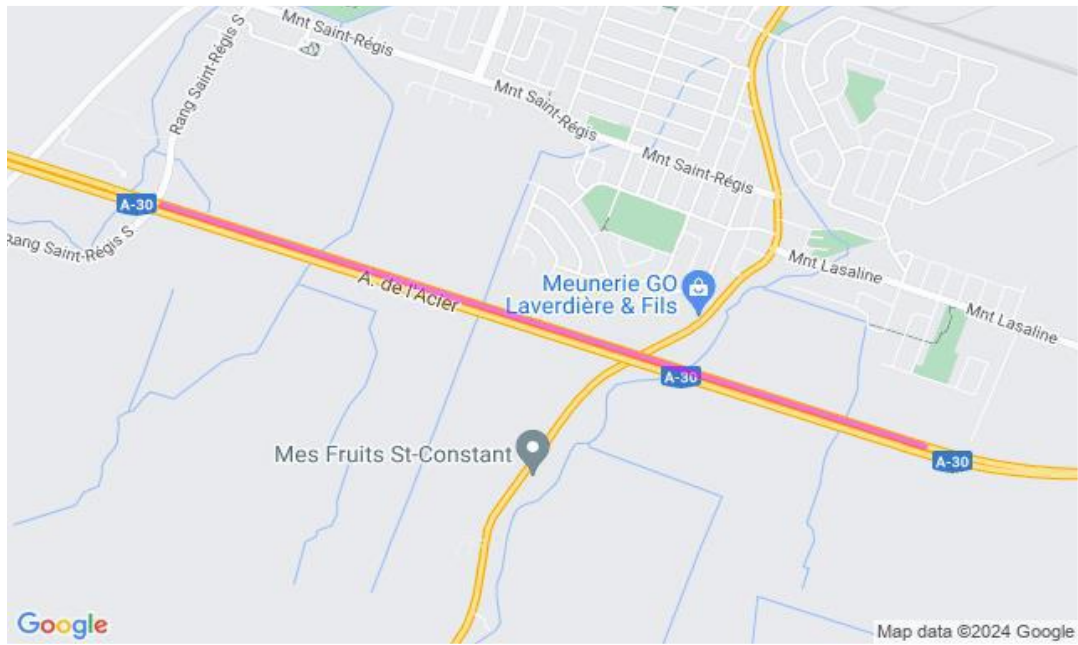 Mnt Saint-Régis
Rang Saint-Régis S
Mnt Saint-Régis
Mnt Saint-Régis
A-30
Rang Saint-Régis S
Mnt Lasaline
A. de l'Acier
Meunerie GO
Laverdière & Fils
Mnt Lasaline
A-30
Mes Fruits St-Constant
A-30
Google
Map data ©2024 Google